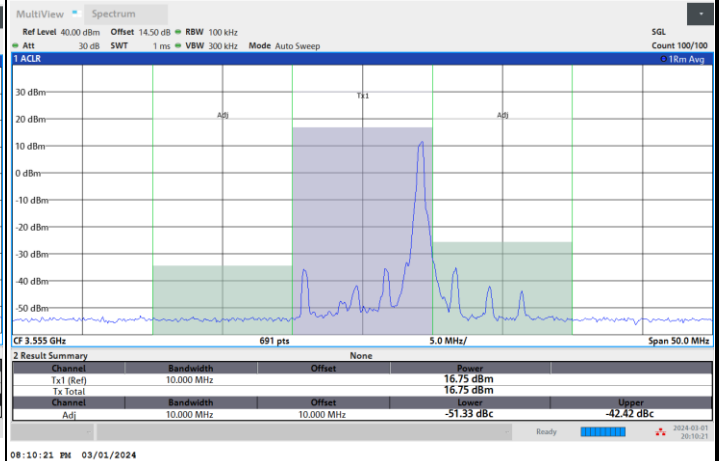 MultiView Spectrum
Ref Level 40.00 dBm Offset 14.50 dB RBW 100 kHz SGL
Att 30 dB SWT 1 ms VBW 300 kHz Mode Auto Sweep Count 100/100
1 ACLR 1Rm Avg
30 dBm
Tx1
20 dBm Adj Adj
10 dBm
0 dBm
-10 dBm
-20 dBm
-30 dBm
-40 dBm
-50 dBm
CF 3.555 GHz 691 pts 5.0 MHz/ Span 50.0 MHz
2 Result Summary None
Channel Bandwidth Offset Power
Tx1 (Ref) 10.000 MHz 16.75 dBm
Tx Total 16.75 dBm
Channel Bandwidth Offset Lower Upper
Adj 10.000 MHz 10.000 MHz -51.33 dBc -42.42 dBc
Ready 2024-03-01
20:10:21
08:10:21 PM 03/01/2024